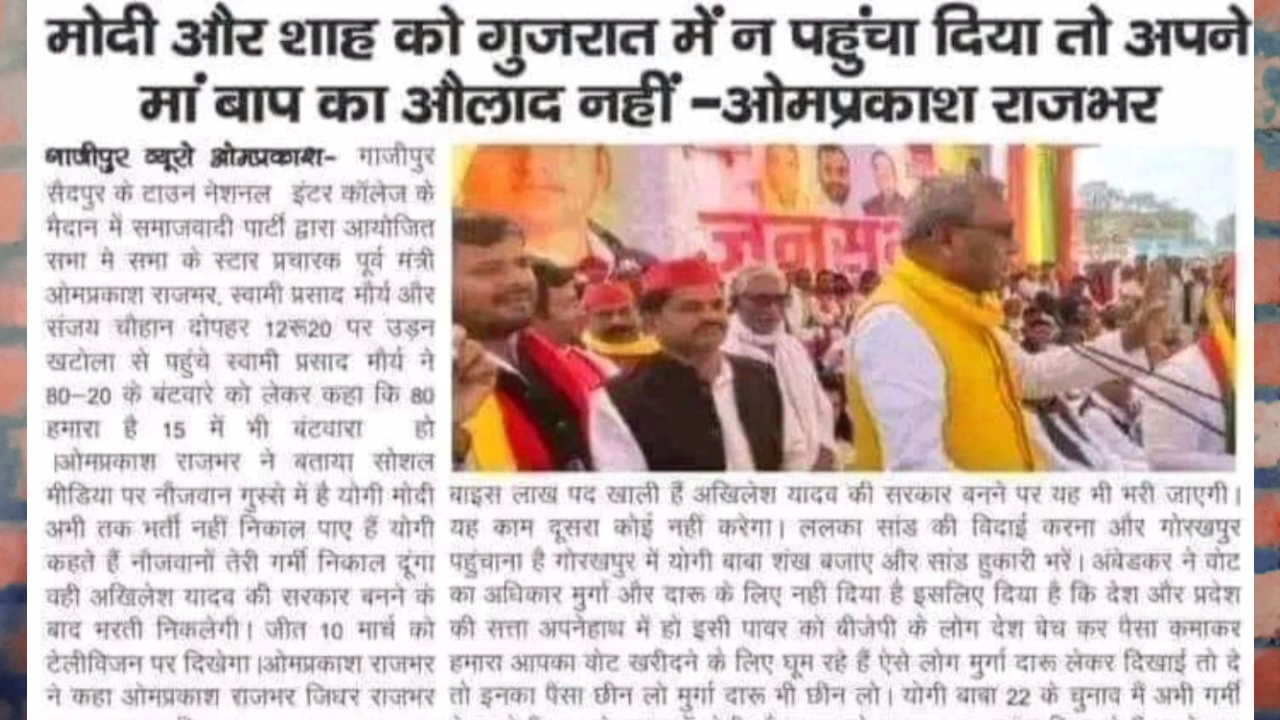 मोदी और शाह को गुजरात में न पहुंचा दिया तो अपने
मां बाप का औलाद नहीं -ओमप्रकाश राजभर
गाजीपुर व्यूरो ओमप्रकाश- गाजीपुर
सैदपुर के टाउन नेशनल इंटर कॉलेज के
मैदान में समाजवादी पार्टी द्वारा आयोजित
सभा मे सभा के स्टार प्रचारक पूर्व मंत्री
ओमप्रकाश राजभर, स्वामी प्रसाद मौर्य और
संजय चौहान दोपहर 12रू20 पर उड़न
खटोला से पहुंचे स्वामी प्रसाद मौर्य ने
80-20 के बंटवारे को लेकर कहा कि 80
हमारा है 15 में भी बंटवारा हो
।ओमप्रकाश राजभर ने बताया सोशल
मीडिया पर नौजवान गुस्से में है योगी मोदी
अभी तक भर्ती नहीं निकाल पाए हैं योगी
कहते हैं नौजवानों तेरी गर्मी निकाल दूंगा
वही अखिलेश यादव की सरकार बनने के
बाद भरती निकलेगी। जीत 10 मार्च को
टेलीविजन पर दिखेगा।ओमप्रकाश राजभर
ने कहा ओमप्रकाश राजभर जिधर राजभर
जनसभा
बाइस लाख पद खाली हैं अखिलेश यादव की सरकार बनने पर यह भी भरी जाएगी।
यह काम दूसरा कोई नहीं करेगा। ललका सांड की विदाई करना और गोरखपुर
पहुंचाना है गोरखपुर में योगी बाबा शंख बजाए और सांड हुकारी भरें। अंबेडकर ने वोट
का अधिकार मुर्गा और दारू के लिए नही दिया है इसलिए दिया है कि देश और प्रदेश
की सत्ता अपनेहाथ में हो इसी पावर को बीजेपी के लोग देश बेच कर पैसा कमाकर
हमारा आपका वोट खरीदने के लिए घूम रहे हैं ऐसे लोग मुर्गा दारू लेकर दिखाई तो दे
तो इनका पैसा छीन लो मुर्गा दारू भी छीन लो। योगी बाबा 22 के चुनाव में अभी गर्मी